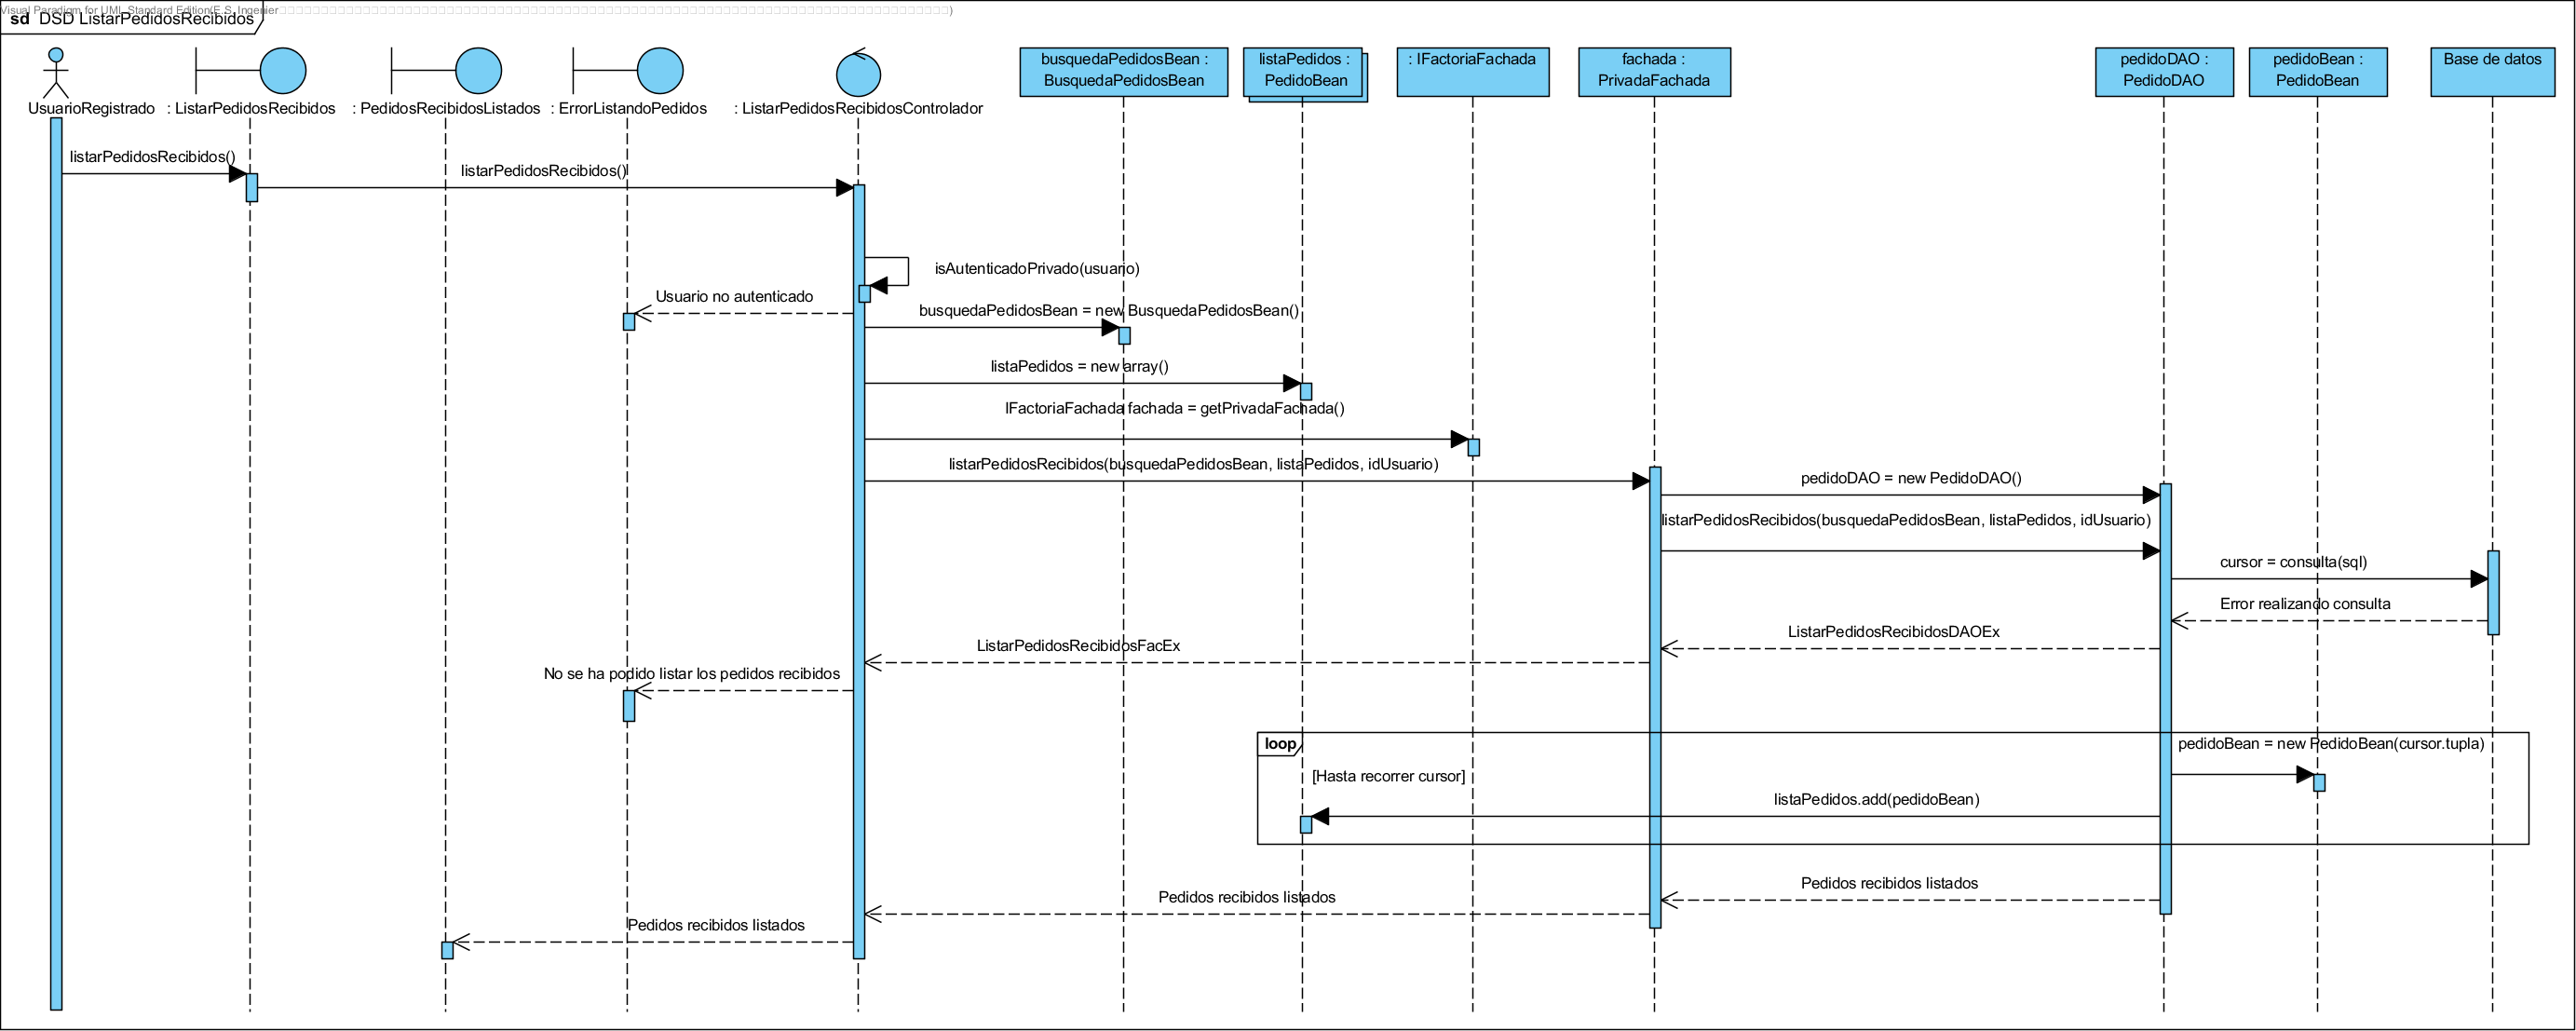 Visual Paradigm for UML Standard Edition(E.S. Ingenier
sd DSD ListarPedidosRecibidos
UsuarioRegistrado
: ListarPedidosRecibidos
: PedidosRecibidosListados
: ErrorListandoPedidos
: ListarPedidosRecibidosControlador
busquedaPedidosBean :
BusquedaPedidosBean
listaPedidos :
PedidoBean
: IFactoriaFachada
fachada :
PrivadaFachada
pedidoDAO :
PedidoDAO
pedidoBean :
PedidoBean
Base de datos
listarPedidosRecibidos()
listarPedidosRecibidos()
isAutenticadoPrivado(usuario)
Usuario no autenticado
busquedaPedidosBean = new BusquedaPedidosBean()
listaPedidos = new array()
IFactoriaFachada fachada = getPrivadaFachada()
listarPedidosRecibidos(busquedaPedidosBean, listaPedidos, idUsuario)
pedidoDAO = new PedidoDAO()
listarPedidosRecibidos(busquedaPedidosBean, listaPedidos, idUsuario)
cursor = consulta(sql)
Error realizando consulta
ListarPedidosRecibidosDAOEx
ListarPedidosRecibidosFacEx
No se ha podido listar los pedidos recibidos
loop
pedidoBean = new PedidoBean(cursor.tupla)
[Hasta recorrer cursor]
listaPedidos.add(pedidoBean)
Pedidos recibidos listados
Pedidos recibidos listados
Pedidos recibidos listados